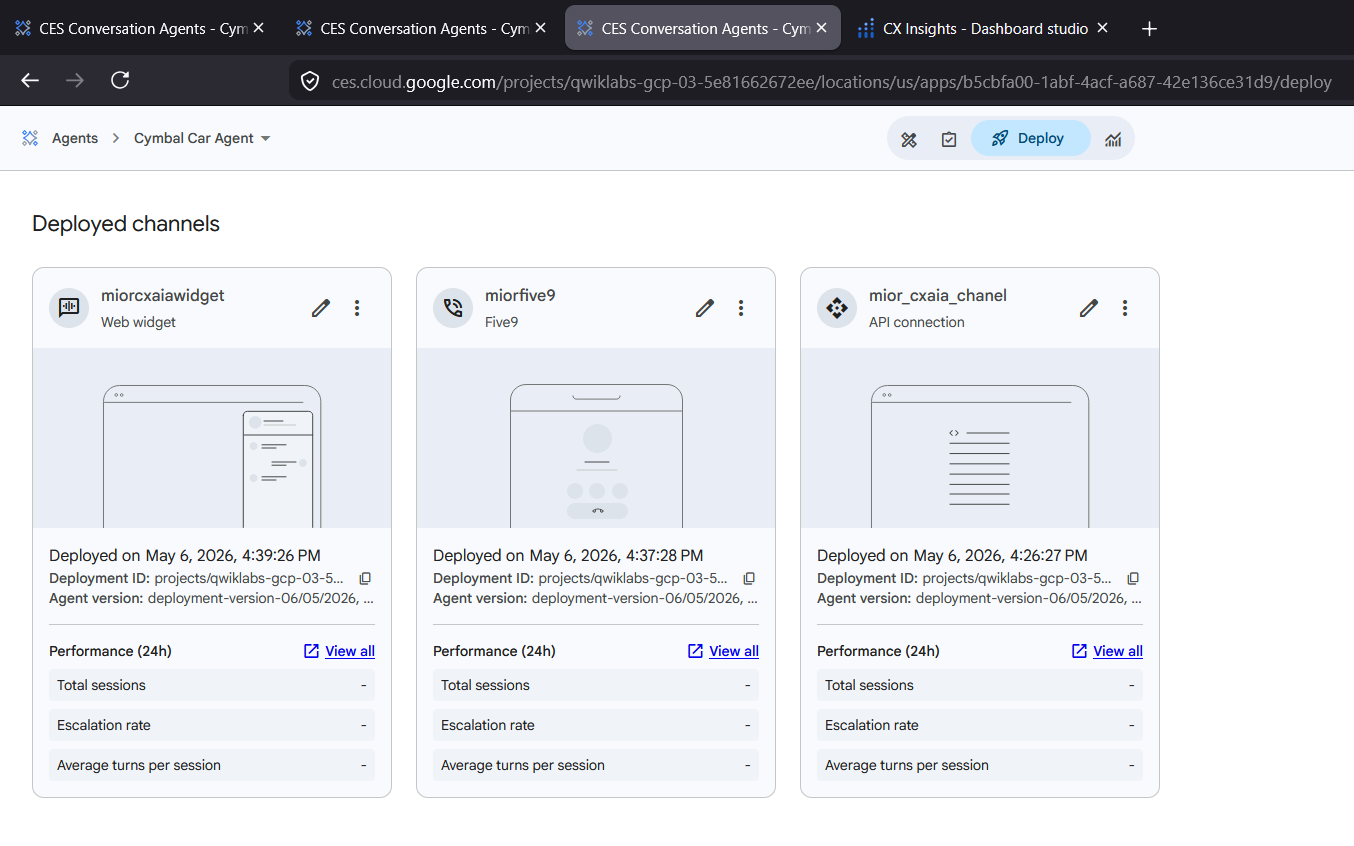 CES Conversation Agents - Cym
CES Conversation Agents - Cym
CES Conversation Agents - Cym
CX Insights - Dashboard studio
ces.cloud.google.com/projects/qwiklabs-gcp-03-5e81662672ee/locations/us/apps/b5cbfa00-1abf-4acf-a687-42e136ce31d9/deploy
Agents > Cymbal Car Agent
Deploy
Deployed channels
miorcxaiawidget
Web widget
Deployed on May 6, 2026, 4:39:26 PM
Deployment ID: projects/qwiklabs-gcp-03-5...
Agent version: deployment-version-06/05/2026, ...
Performance (24h)
View all
Total sessions -
Escalation rate -
Average turns per session -
miorfive9
Five9
Deployed on May 6, 2026, 4:37:28 PM
Deployment ID: projects/qwiklabs-gcp-03-5...
Agent version: deployment-version-06/05/2026, ...
Performance (24h)
View all
Total sessions -
Escalation rate -
Average turns per session -
mior_cxaia_chanel
API connection
Deployed on May 6, 2026, 4:26:27 PM
Deployment ID: projects/qwiklabs-gcp-03-5...
Agent version: deployment-version-06/05/2026, ...
Performance (24h)
View all
Total sessions -
Escalation rate -
Average turns per session -